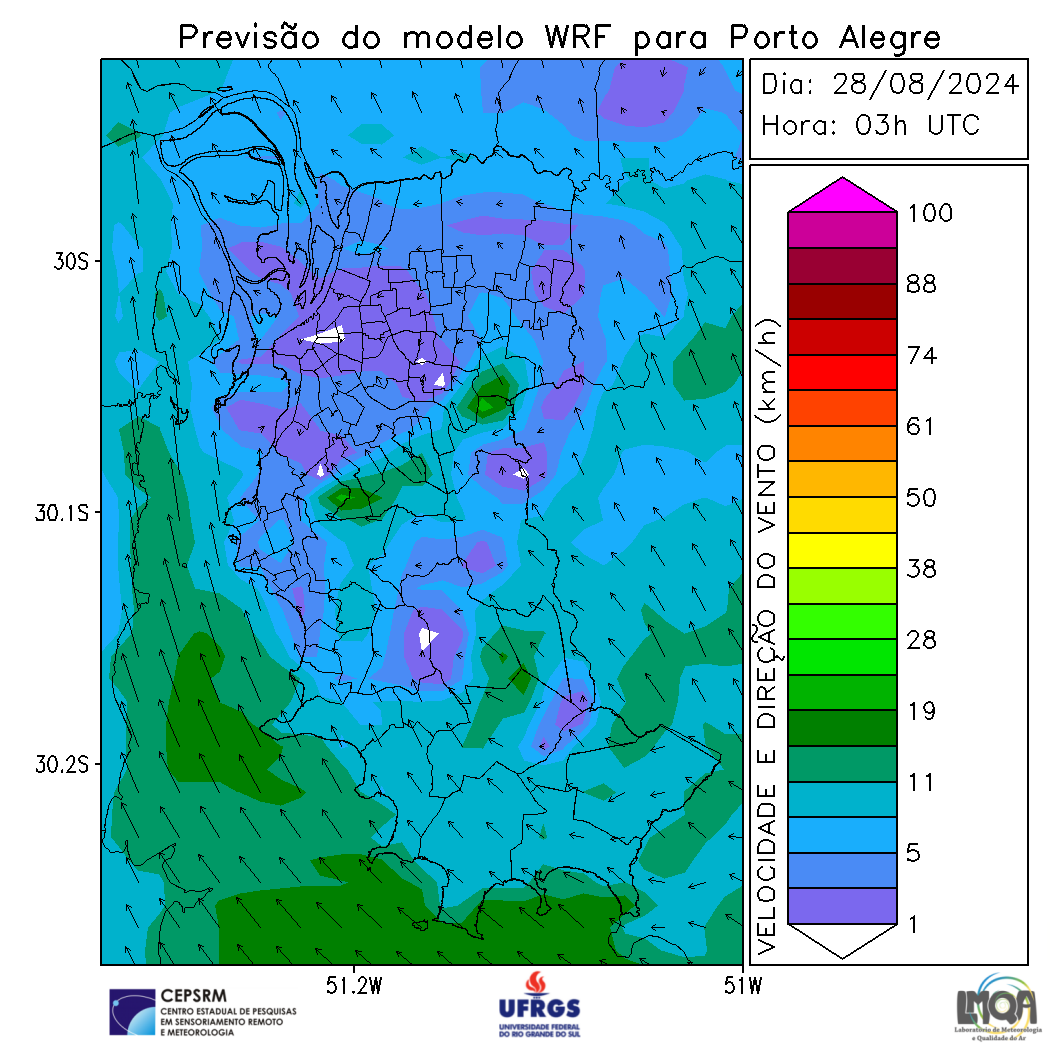 Previsão do modelo WRF para Porto Alegre
Dia: 28/08/2024
Hora: 03h UTC
30S
30.1S
30.2S
51.2W
51W
VELOCIDADE E DIREÇÃO DO VENTO (km/h)
100
88
74
61
50
38
28
19
11
5
1
CEPSRM
CENTRO ESTADUAL DE PESQUISAS
EM SENSORIAMENTO REMOTO
E METEOROLOGIA
UFRGS
UNIVERSIDADE FEDERAL
DO RIO GRANDE DO SUL
LMQA
Laboratório de Meteorologia
e Qualidade do Ar